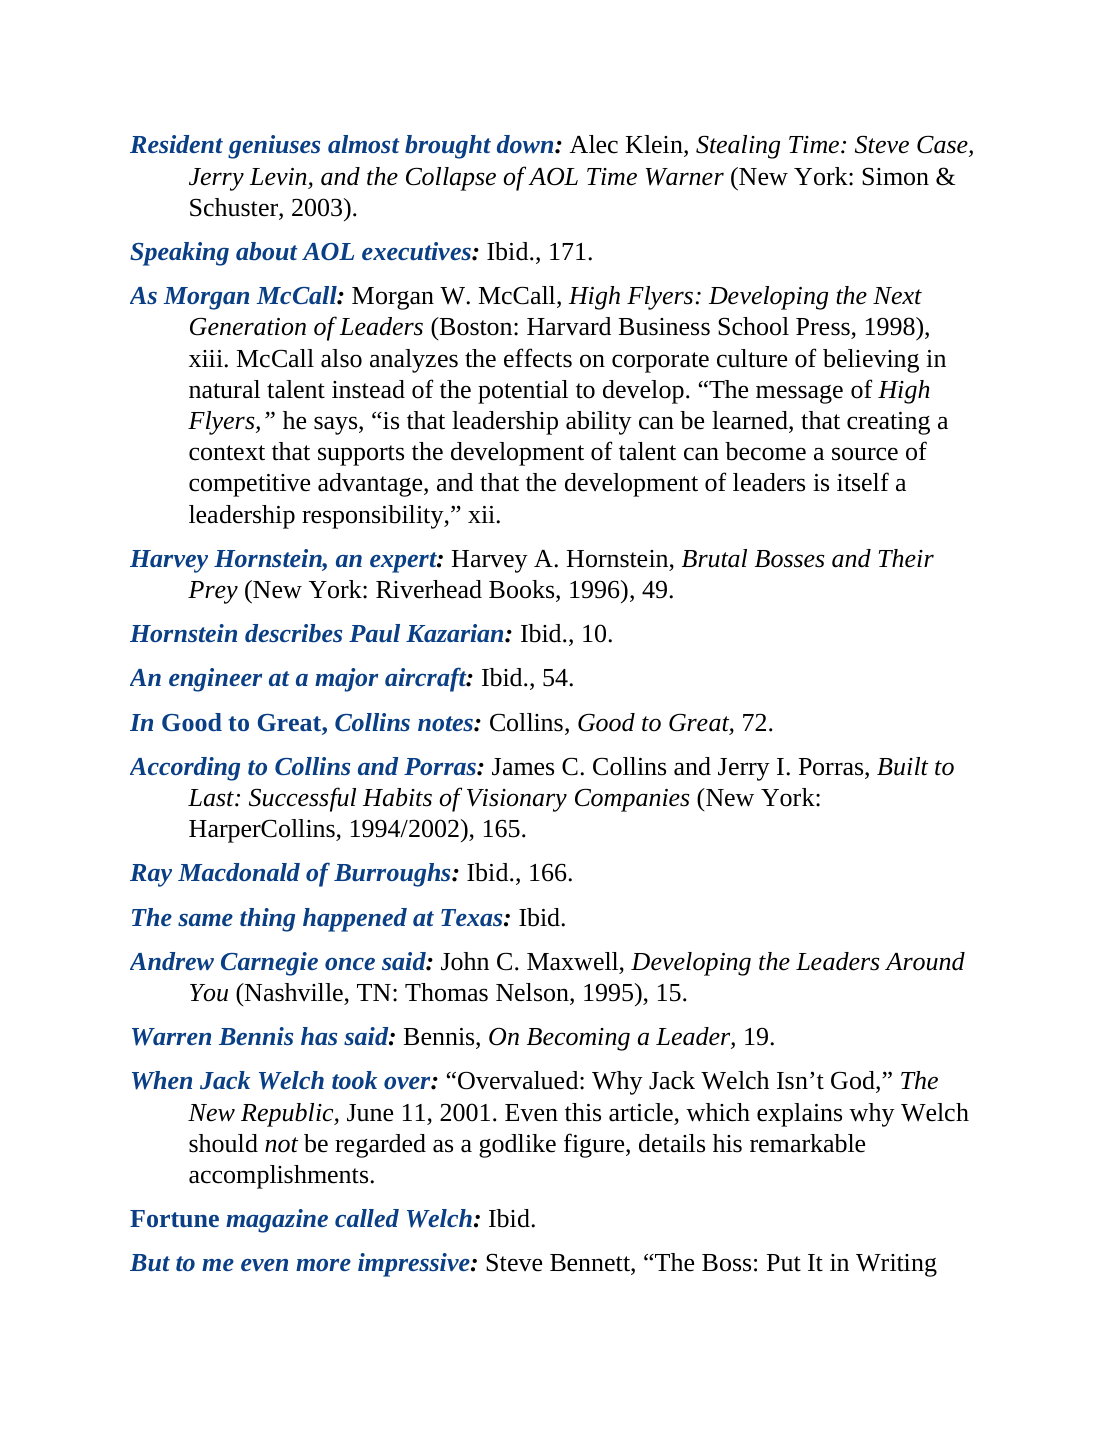 Resident geniuses almost brought down: Alec Klein, Stealing Time: Steve Case,
Jerry Levin, and the Collapse of AOL Time Warner (New York: Simon &
Schuster, 2003).
Speaking about AOL executives: Ibid., 171.
As Morgan McCall: Morgan W. McCall, High Flyers: Developing the Next
Generation of Leaders (Boston: Harvard Business School Press, 1998),
xiii. McCall also analyzes the effects on corporate culture of believing in
natural talent instead of the potential to develop. “The message of High
Flyers,” he says, “is that leadership ability can be learned, that creating a
context that supports the development of talent can become a source of
competitive advantage, and that the development of leaders is itself a
leadership responsibility,” xii.
Harvey Hornstein, an expert: Harvey A. Hornstein, Brutal Bosses and Their
Prey (New York: Riverhead Books, 1996), 49.
Hornstein describes Paul Kazarian: Ibid., 10.
An engineer at a major aircraft: Ibid., 54.
In Good to Great, Collins notes: Collins, Good to Great, 72.
According to Collins and Porras: James C. Collins and Jerry I. Porras, Built to
Last: Successful Habits of Visionary Companies (New York:
HarperCollins, 1994/2002), 165.
Ray Macdonald of Burroughs: Ibid., 166.
The same thing happened at Texas: Ibid.
Andrew Carnegie once said: John C. Maxwell, Developing the Leaders Around
You (Nashville, TN: Thomas Nelson, 1995), 15.
Warren Bennis has said: Bennis, On Becoming a Leader, 19.
When Jack Welch took over: “Overvalued: Why Jack Welch Isn’t God,” The
New Republic, June 11, 2001. Even this article, which explains why Welch
should not be regarded as a godlike figure, details his remarkable
accomplishments.
Fortune magazine called Welch: Ibid.
But to me even more impressive: Steve Bennett, “The Boss: Put It in Writing